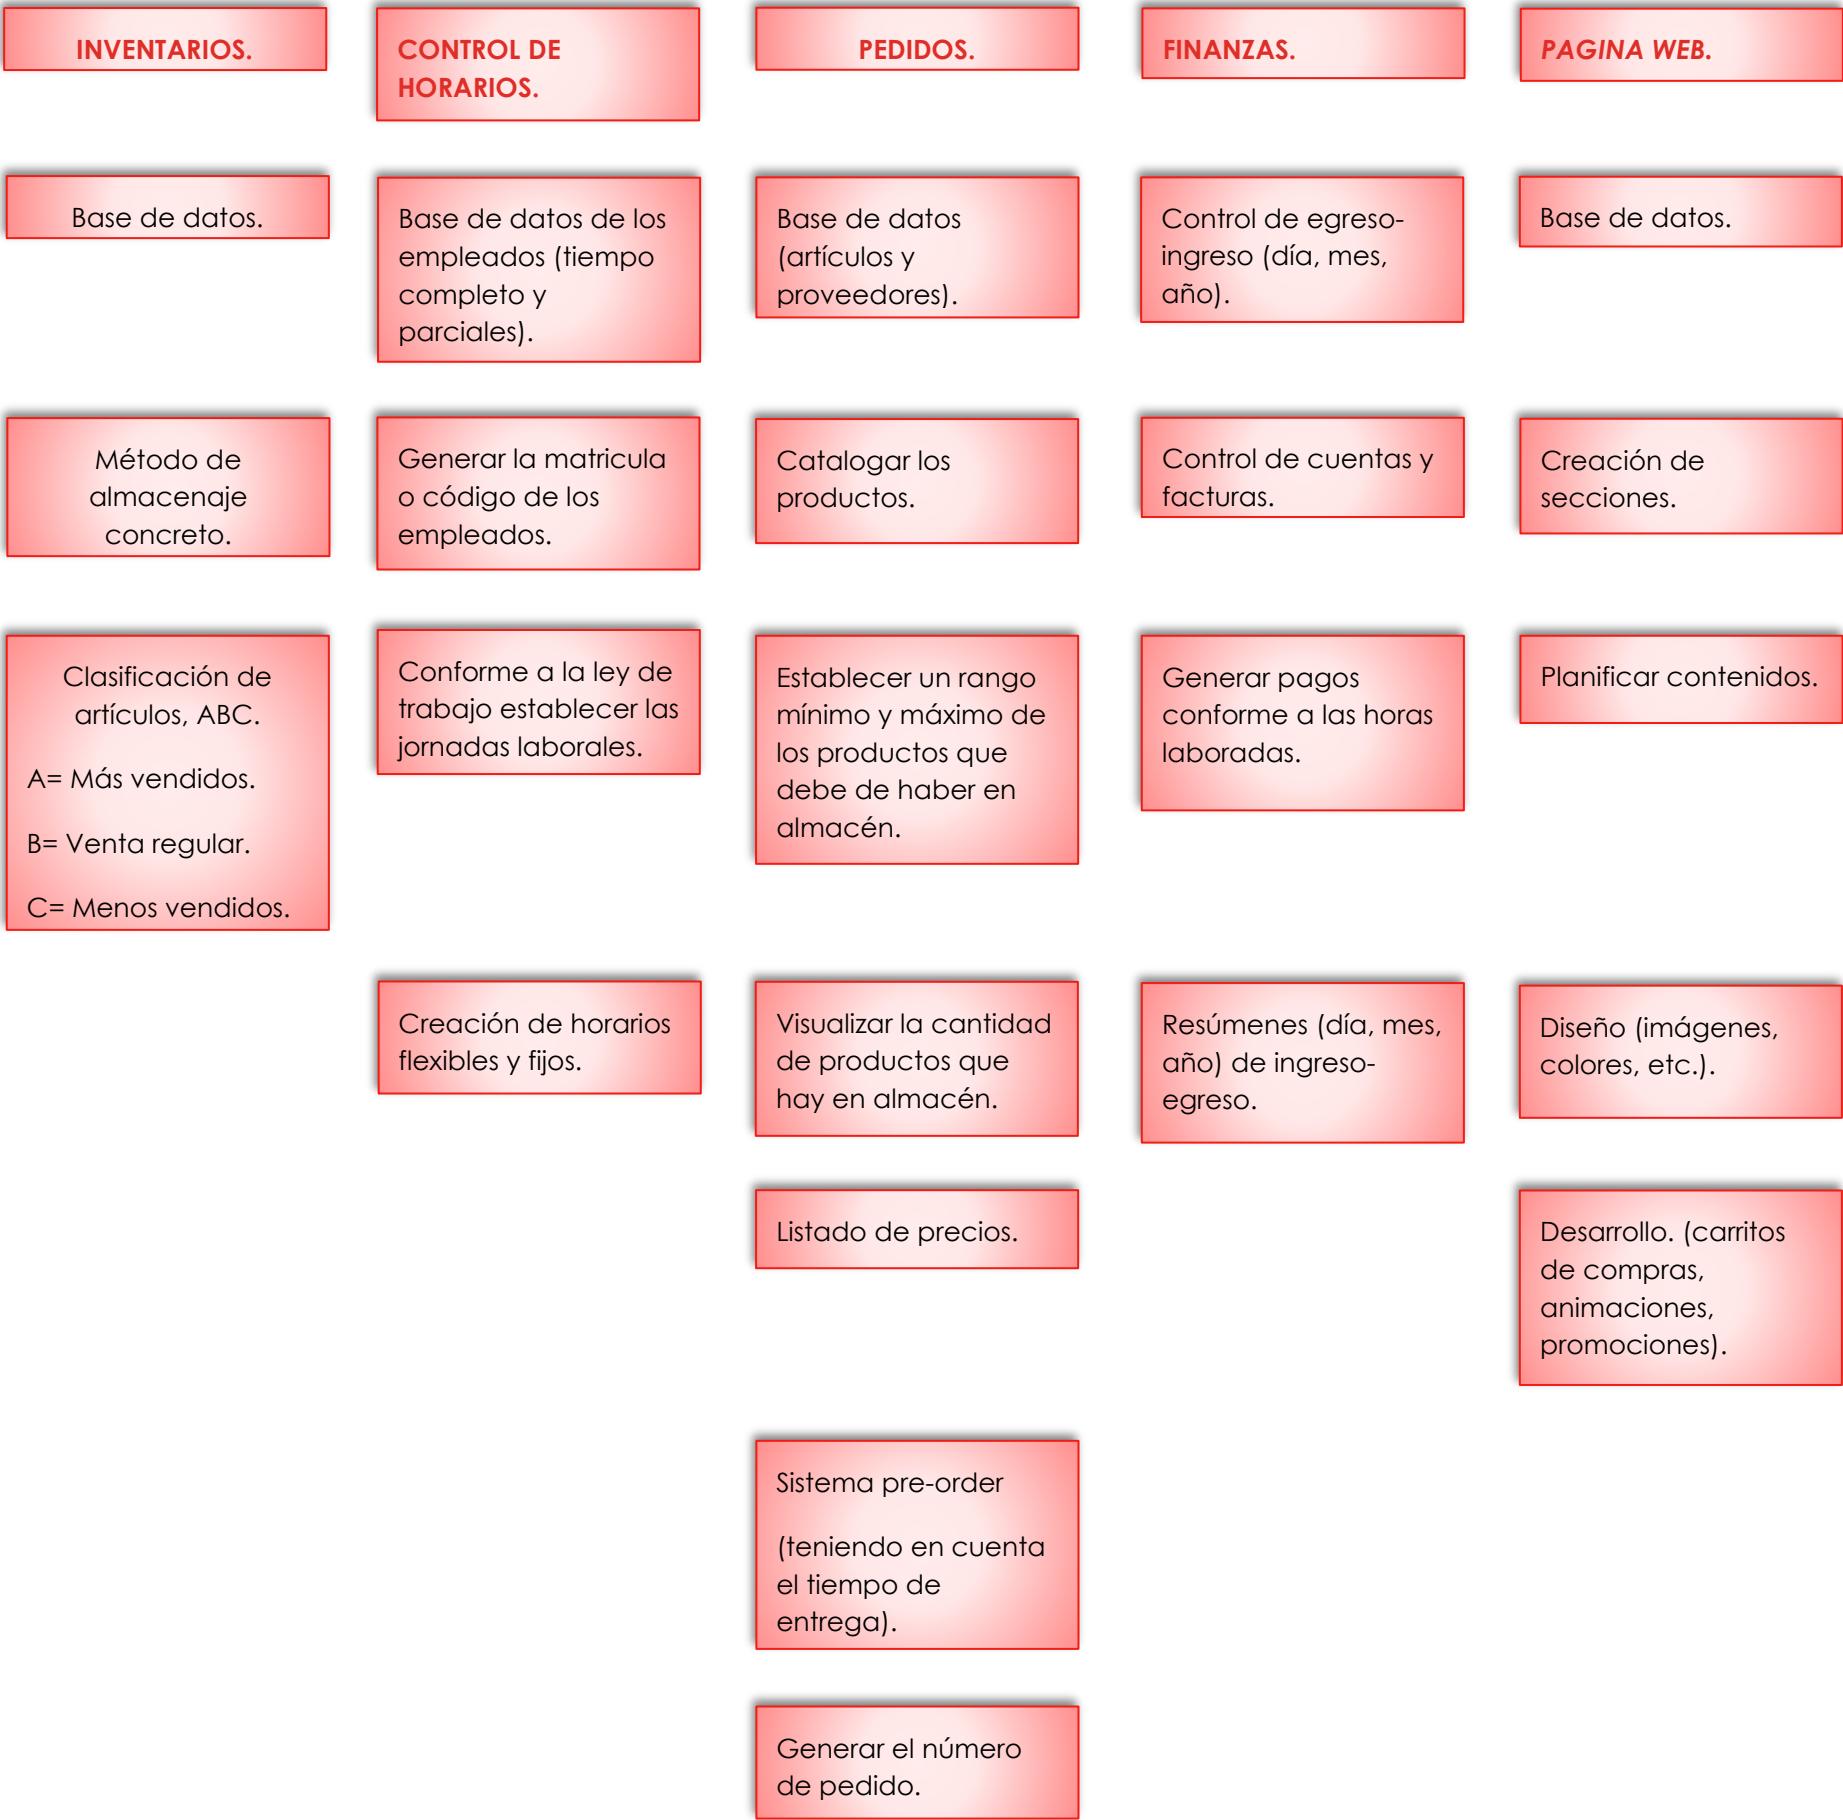 INVENTARIOS.
CONTROL DE
HORARIOS.
PEDIDOS.
FINANZAS.
PAGINA WEB.
Base de datos.
Base de datos de los
empleados (tiempo
completo y
parciales).
Base de datos
(artículos y
proveedores).
Control de egreso-
ingreso (día, mes,
año).
Base de datos.
Método de
almacenaje
concreto.
Generar la matricula
o código de los
empleados.
Catalogar los
productos.
Control de cuentas y
facturas.
Creación de
secciones.
Clasificación de
artículos, ABC.
A= Más vendidos.
B= Venta regular.
C= Menos vendidos.
Conforme a la ley de
trabajo establecer las
jornadas laborales.
Establecer un rango
mínimo y máximo de
los productos que
debe de haber en
almacén.
Generar pagos
conforme a las horas
laboradas.
Planificar contenidos.
Creación de horarios
flexibles y fijos.
Visualizar la cantidad
de productos que
hay en almacén.
Resúmenes (día, mes,
año) de ingreso-
egreso.
Diseño (imágenes,
colores, etc.).
Listado de precios.
Desarrollo. (carritos
de compras,
animaciones,
promociones).
Sistema pre-order
(teniendo en cuenta
el tiempo de
entrega).
Generar el número
de pedido.